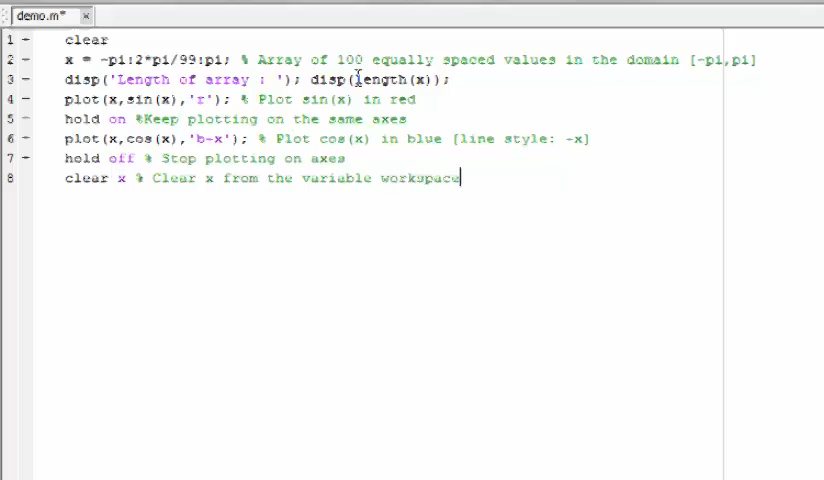 demo.m* ×
1 - clear
2 - x = -pi:2*pi/99:pi; % Array of 100 equally spaced values in the domain [-pi,pi]
3 - disp('Length of array : '); disp(length(x));
4 - plot(x,sin(x),'r'); % Plot sin(x) in red
5 - hold on %Keep plotting on the same axes
6 - plot(x,cos(x),'b-x'); % Plot cos(x) in blue [line style: -x]
7 - hold off % Stop plotting on axes
8 clear x % Clear x from the variable workspace